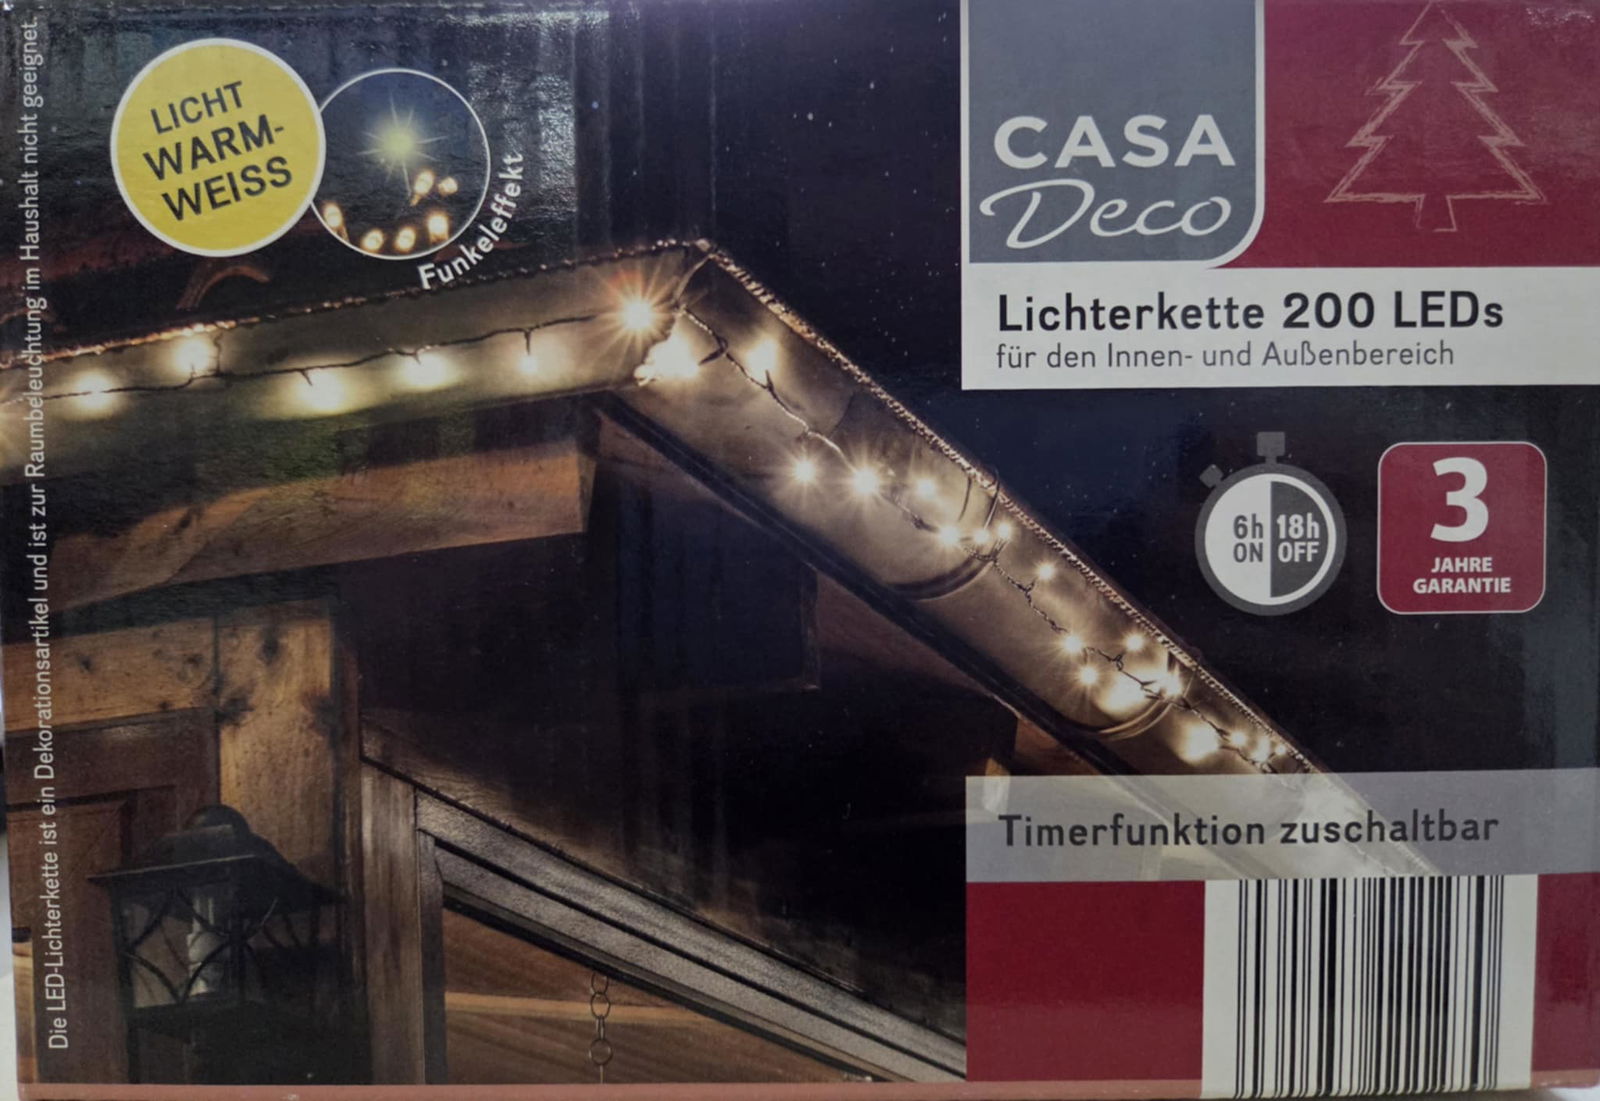 LICHT
WARM-
WEISS
Funkeleffekt
CASA
Deco
Lichterkette 200 LEDs
für den Innen- und Außenbereich
6h 18h
ON OFF
3
JAHRE
GARANTIE
Timerfunktion zuschaltbar
Die LED-Lichterkette ist ein Dekorationsartikel und ist zur Raumbeleuchtung im Haushalt nicht geeignet.